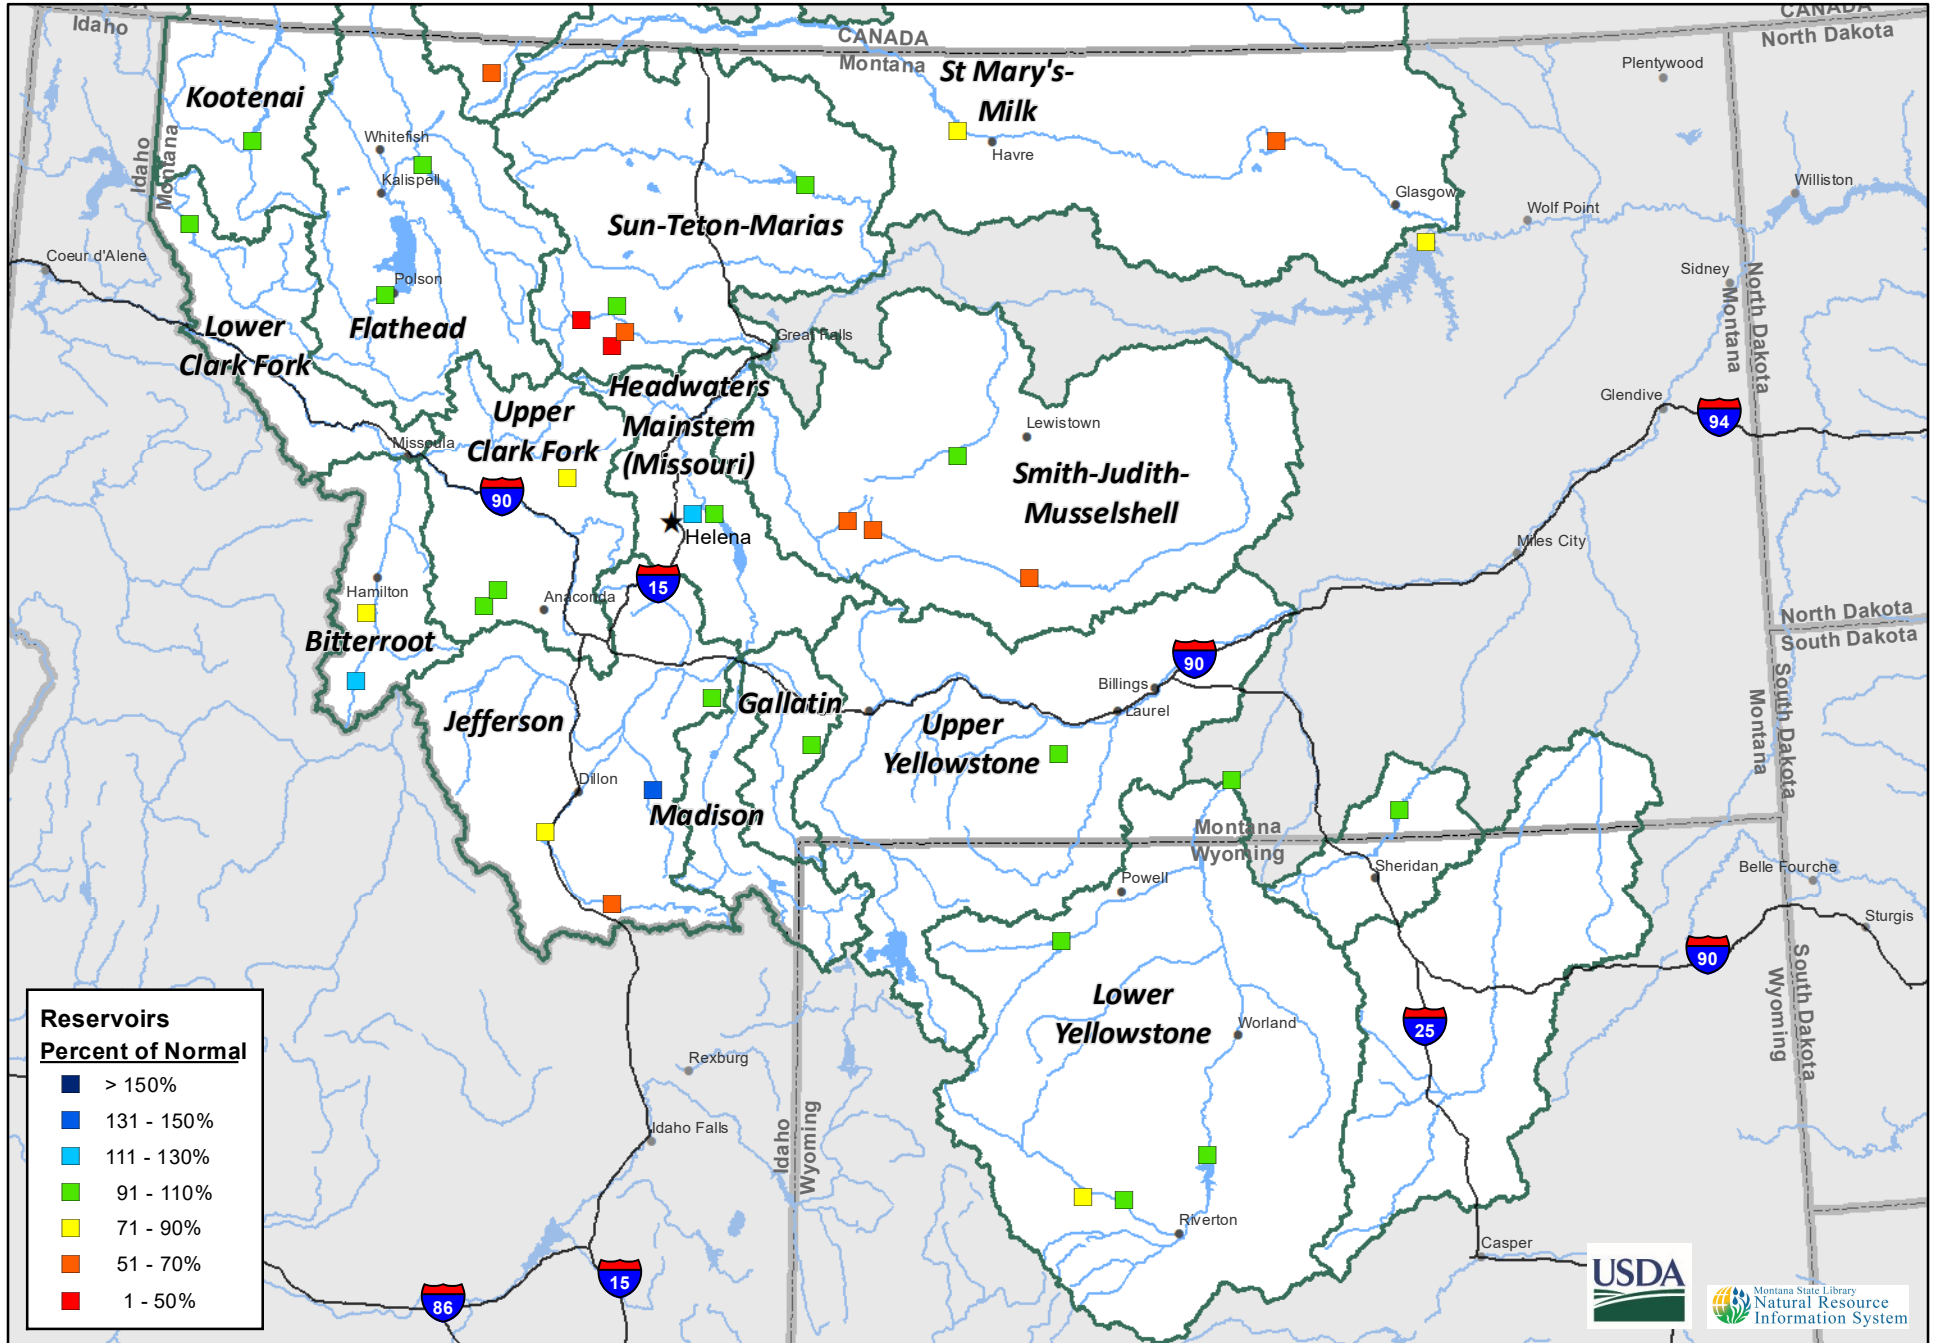 CANADA
Idaho
CANADA
Montana
CANADA
North Dakota
St Mary's-
Milk
Plentywood
Kootenai
Whitefish
Havre
Idaho
Montana
Kalispell
Glasgow
Williston
Wolf Point
Sun-Teton-Marias
Coeur d'Alene
Polson
Sidney
North Dakota
Montana
Lower
Clark Fork
Flathead
Great Falls
Headwaters
Mainstem
(Missouri)
Upper
Clark Fork
Glendive
94
Lewistown
Missoula
Smith-Judith-
Musselshell
90
Helena
Miles City
15
Hamilton
Anaconda
North Dakota
South Dakota
Bitterroot
90
Billings
Laurel
South Dakota
Montana
Jefferson
Gallatin
Upper
Yellowstone
Dillon
Madison
Montana
Wyoming
Sheridan
Belle Fourche
Powell
Sturgis
90
South Dakota
Wyoming
Lower
Yellowstone
Worland
25
Rexburg
Idaho Falls
Idaho
Wyoming
Riverton
Casper
15
86
Reservoirs
Percent of Normal
> 150%
131 - 150%
111 - 130%
91 - 110%
71 - 90%
51 - 70%
1 - 50%
USDA
Montana State Library
Natural Resource
Information System